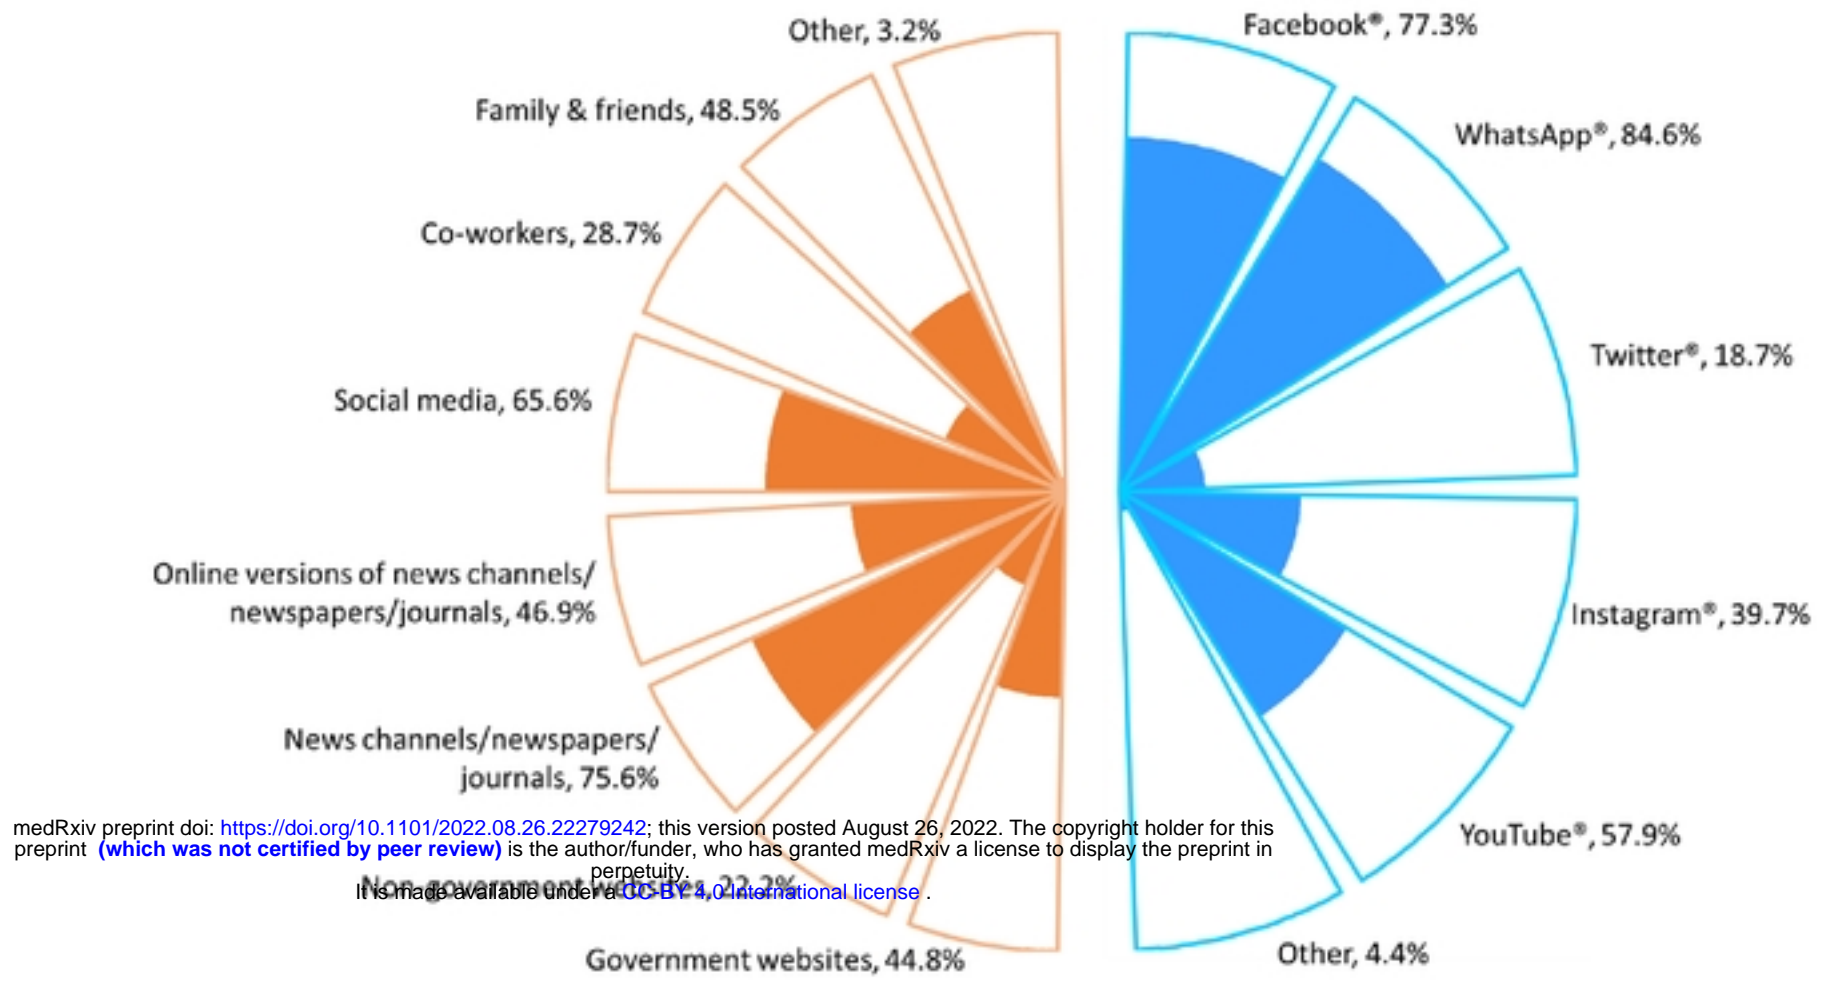 Other, 3.2%
Facebook®, 77.3%
Family & friends, 48.5%
WhatsApp®, 84.6%
Co-workers, 28.7%
Twitter®, 18.7%
Social media, 65.6%
Online versions of news channels/
newspapers/journals, 46.9%
Instagram®, 39.7%
News channels/newspapers/
journals, 75.6%
YouTube®, 57.9%
medRxiv preprint doi: https://doi.org/10.1101/2022.08.26.22279242; this version posted August 26, 2022. The copyright holder for this
preprint (which was not certified by peer review) is the author/funder, who has granted medRxiv a license to display the preprint in
perpetuity.
It is made available under a CC-BY 4.0 International license .
Non-government websites, 22.2%
Government websites, 44.8%
Other, 4.4%